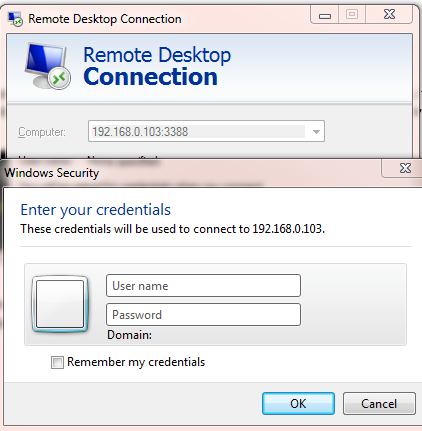 Remote Desktop Connection
Remote Desktop
Connection
Computer:
192.168.0.103:3388
Windows Security
Enter your credentials
These credentials will be used to connect to 192.168.0.103.
User name
Password
Domain:
Remember my credentials
OK
Cancel